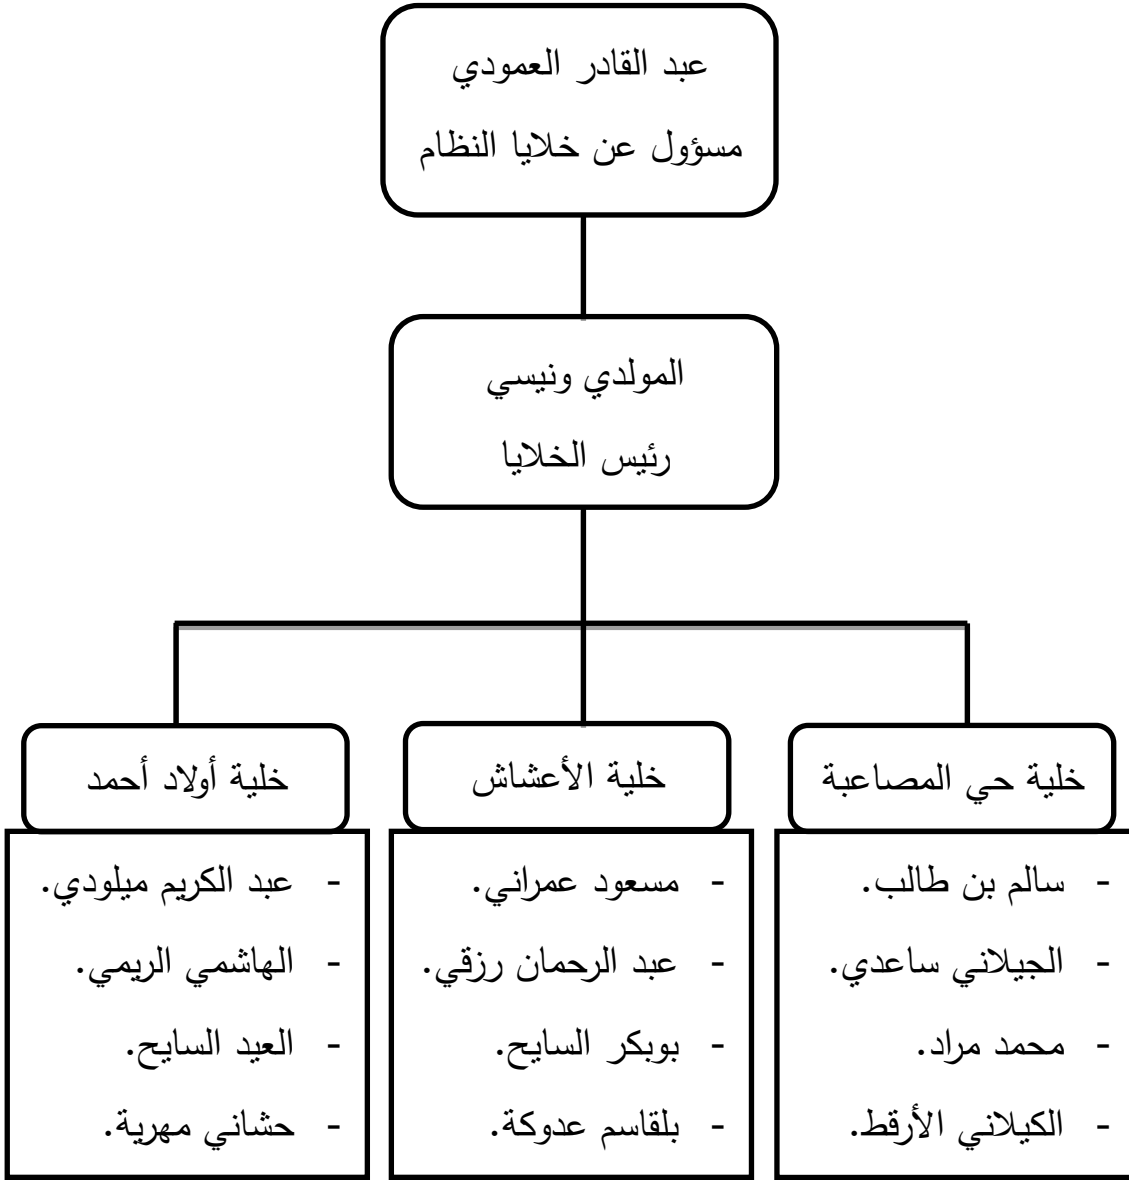 عبد القادر العمودي
مسؤول عن خلايا النظام
المولدي ونيسي
رئيس الخلايا
خلية حي المصاعبة
- سالم بن طالب.
- الجيلاني ساعدي.
- محمد مراد.
- الكيلاني الأرقط.
خلية الأعشاش
- مسعود عمراني.
- عبد الرحمان رزقي.
- بوبكر السايح.
- بلقاسم عدوكة.
خلية أولاد أحمد
- عبد الكريم ميلودي.
- الهاشمي الريمي.
- العيد السايح.
- حشاني مهرية.